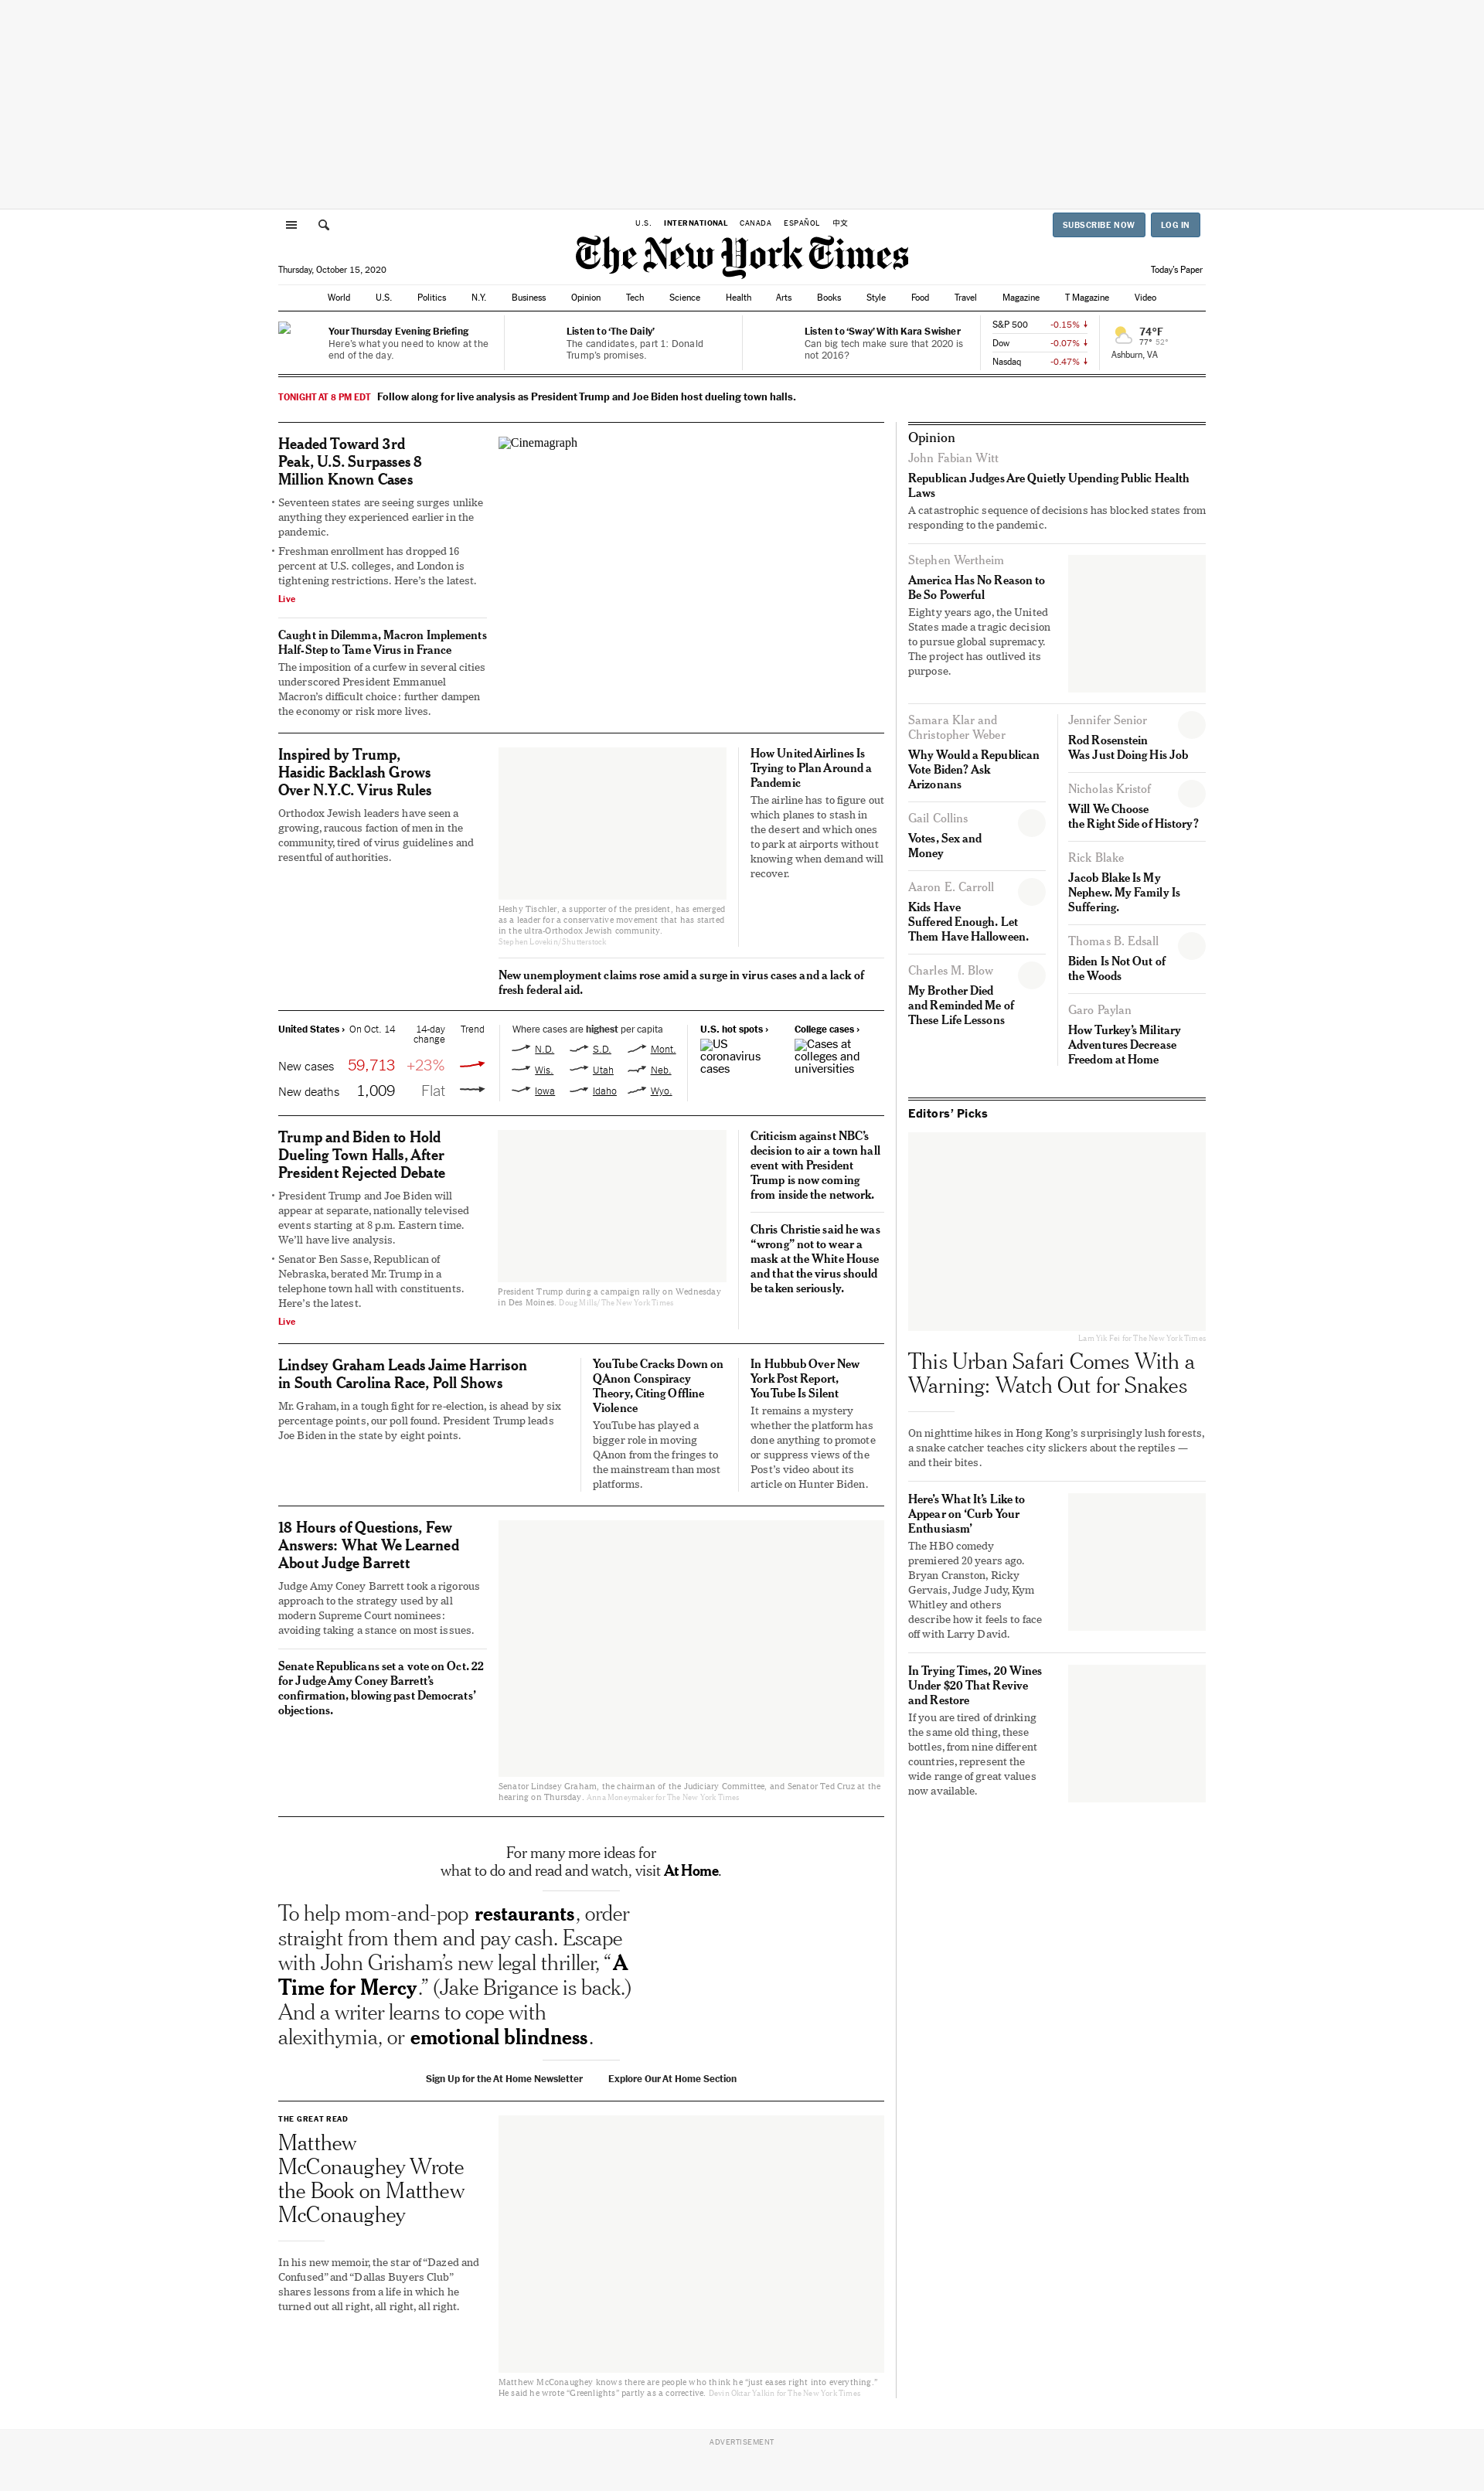 U.S. INTERNATIONAL CANADA ESPAÑOL 中文
SUBSCRIBE NOW LOG IN
The New York Times
Thursday, October 15, 2020
Today's Paper
World U.S. Politics N.Y. Business Opinion Tech Science Health Arts Books Style Food Travel Magazine T Magazine Video
Your Thursday Evening Briefing
Here's what you need to know at the
end of the day.
Listen to 'The Daily'
The candidates, part 1: Donald
Trump's promises.
Listen to 'Sway' With Kara Swisher
Can big tech make sure that 2020 is
not 2016?
S&P 500 -0.15% ↓
Dow -0.07% ↓
Nasdaq -0.47% ↓
74°F
77° 52°
Ashburn, VA
TONIGHT AT 8 PM EDT Follow along for live analysis as President Trump and Joe Biden host dueling town halls.
Headed Toward 3rd
Peak, U.S. Surpasses 8
Million Known Cases
• Seventeen states are seeing surges unlike
anything they experienced earlier in the
pandemic.
• Freshman enrollment has dropped 16
percent at U.S. colleges, and London is
tightening restrictions. Here's the latest.
Live
Caught in Dilemma, Macron Implements
Half-Step to Tame Virus in France
The imposition of a curfew in several cities
underscored President Emmanuel
Macron's difficult choice: further dampen
the economy or risk more lives.
Cinemagraph
Inspired by Trump,
Hasidic Backlash Grows
Over N.Y.C. Virus Rules
Orthodox Jewish leaders have seen a
growing, raucous faction of men in the
community, tired of virus guidelines and
resentful of authorities.
Heshy Tischler, a supporter of the president, has emerged
as a leader for a conservative movement that has started
in the ultra-Orthodox Jewish community.
Stephen Lovekin/Shutterstock
How United Airlines Is
Trying to Plan Around a
Pandemic
The airline has to figure out
which planes to stash in
the desert and which ones
to park at airports without
knowing when demand will
recover.
New unemployment claims rose amid a surge in virus cases and a lack of
fresh federal aid.
United States › On Oct. 14 14-day
change Trend
New cases 59,713 +23%
New deaths 1,009 Flat
Where cases are highest per capita
N.D. S.D. Mont.
Wis. Utah Neb.
Iowa Idaho Wyo.
U.S. hot spots ›
US
coronavirus
cases
College cases ›
Cases at
colleges and
universities
Trump and Biden to Hold
Dueling Town Halls, After
President Rejected Debate
• President Trump and Joe Biden will
appear at separate, nationally televised
events starting at 8 p.m. Eastern time.
We'll have live analysis.
• Senator Ben Sasse, Republican of
Nebraska, berated Mr. Trump in a
telephone town hall with constituents.
Here's the latest.
Live
President Trump during a campaign rally on Wednesday
in Des Moines. Doug Mills/The New York Times
Criticism against NBC's
decision to air a town hall
event with President
Trump is now coming
from inside the network.
Chris Christie said he was
“wrong” not to wear a
mask at the White House
and that the virus should
be taken seriously.
Lindsey Graham Leads Jaime Harrison
in South Carolina Race, Poll Shows
Mr. Graham, in a tough fight for re-election, is ahead by six
percentage points, our poll found. President Trump leads
Joe Biden in the state by eight points.
YouTube Cracks Down on
QAnon Conspiracy
Theory, Citing Offline
Violence
YouTube has played a
bigger role in moving
QAnon from the fringes to
the mainstream than most
platforms.
In Hubbub Over New
York Post Report,
YouTube Is Silent
It remains a mystery
whether the platform has
done anything to promote
or suppress views of the
Post's video about its
article on Hunter Biden.
18 Hours of Questions, Few
Answers: What We Learned
About Judge Barrett
Judge Amy Coney Barrett took a rigorous
approach to the strategy used by all
modern Supreme Court nominees:
avoiding taking a stance on most issues.
Senate Republicans set a vote on Oct. 22
for Judge Amy Coney Barrett's
confirmation, blowing past Democrats'
objections.
Senator Lindsey Graham, the chairman of the Judiciary Committee, and Senator Ted Cruz at the
hearing on Thursday. Anna Moneymaker for The New York Times
For many more ideas for
what to do and read and watch, visit At Home.
To help mom-and-pop restaurants, order
straight from them and pay cash. Escape
with John Grisham's new legal thriller, “A
Time for Mercy.” (Jake Brigance is back.)
And a writer learns to cope with
alexithymia, or emotional blindness.
Sign Up for the At Home Newsletter Explore Our At Home Section
THE GREAT READ
Matthew
McConaughey Wrote
the Book on Matthew
McConaughey
In his new memoir, the star of “Dazed and
Confused” and “Dallas Buyers Club”
shares lessons from a life in which he
turned out all right, all right, all right.
Matthew McConaughey knows there are people who think he “just eases right into everything.”
He said he wrote “Greenlights” partly as a corrective. Devin Oktar Yalkin for The New York Times
Opinion
John Fabian Witt
Republican Judges Are Quietly Upending Public Health
Laws
A catastrophic sequence of decisions has blocked states from
responding to the pandemic.
Stephen Wertheim
America Has No Reason to
Be So Powerful
Eighty years ago, the United
States made a tragic decision
to pursue global supremacy.
The project has outlived its
purpose.
Samara Klar and
Christopher Weber
Why Would a Republican
Vote Biden? Ask
Arizonans
Gail Collins
Votes, Sex and
Money
Aaron E. Carroll
Kids Have
Suffered Enough. Let
Them Have Halloween.
Charles M. Blow
My Brother Died
and Reminded Me of
These Life Lessons
Jennifer Senior
Rod Rosenstein
Was Just Doing His Job
Nicholas Kristof
Will We Choose
the Right Side of History?
Rick Blake
Jacob Blake Is My
Nephew. My Family Is
Suffering.
Thomas B. Edsall
Biden Is Not Out of
the Woods
Garo Paylan
How Turkey's Military
Adventures Decrease
Freedom at Home
Editors' Picks
Lam Yik Fei for The New York Times
This Urban Safari Comes With a
Warning: Watch Out for Snakes
On nighttime hikes in Hong Kong's surprisingly lush forests,
a snake catcher teaches city slickers about the reptiles —
and their bites.
Here's What It's Like to
Appear on 'Curb Your
Enthusiasm'
The HBO comedy
premiered 20 years ago.
Bryan Cranston, Ricky
Gervais, Judge Judy, Kym
Whitley and others
describe how it feels to face
off with Larry David.
In Trying Times, 20 Wines
Under $20 That Revive
and Restore
If you are tired of drinking
the same old thing, these
bottles, from nine different
countries, represent the
wide range of great values
now available.
ADVERTISEMENT